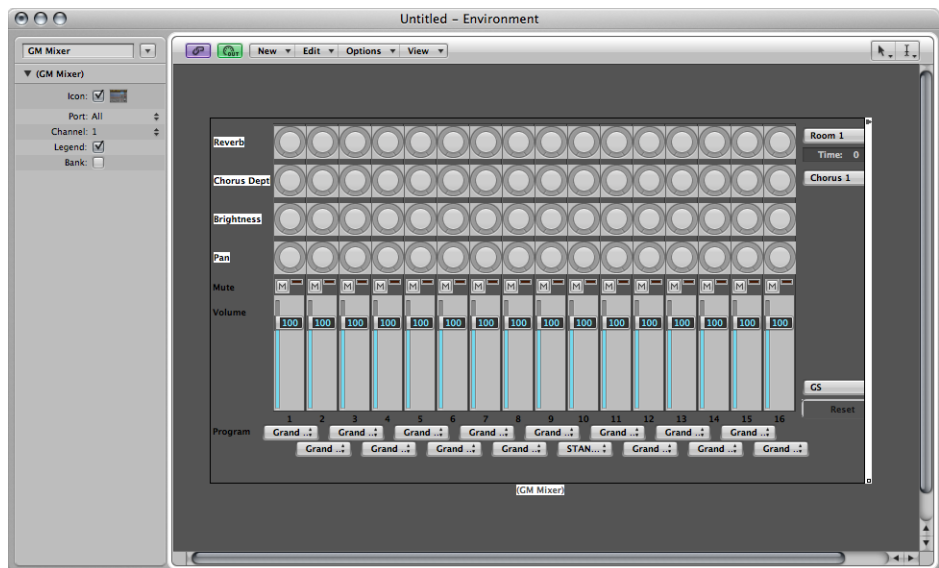 Untitled – Environment
GM Mixer
(GM Mixer)
Icon:
Port: All
Channel: 1
Legend:
Bank:
OUT
New Edit Options View
Reverb
Chorus Dept
Brightness
Pan
Mute M M M M M M M M M M M M M M M M
Volume
100 100 100 100 100 100 100 100 100 100 100 100 100 100 100 100
1 2 3 4 5 6 7 8 9 10 11 12 13 14 15 16
Program Grand .. Grand .. Grand .. Grand .. Grand .. Grand .. Grand .. Grand ..
Grand .. Grand .. Grand .. Grand .. STAN... Grand .. Grand .. Grand ..
Room 1
Time: 0
Chorus 1
GS
Reset
(GM Mixer)